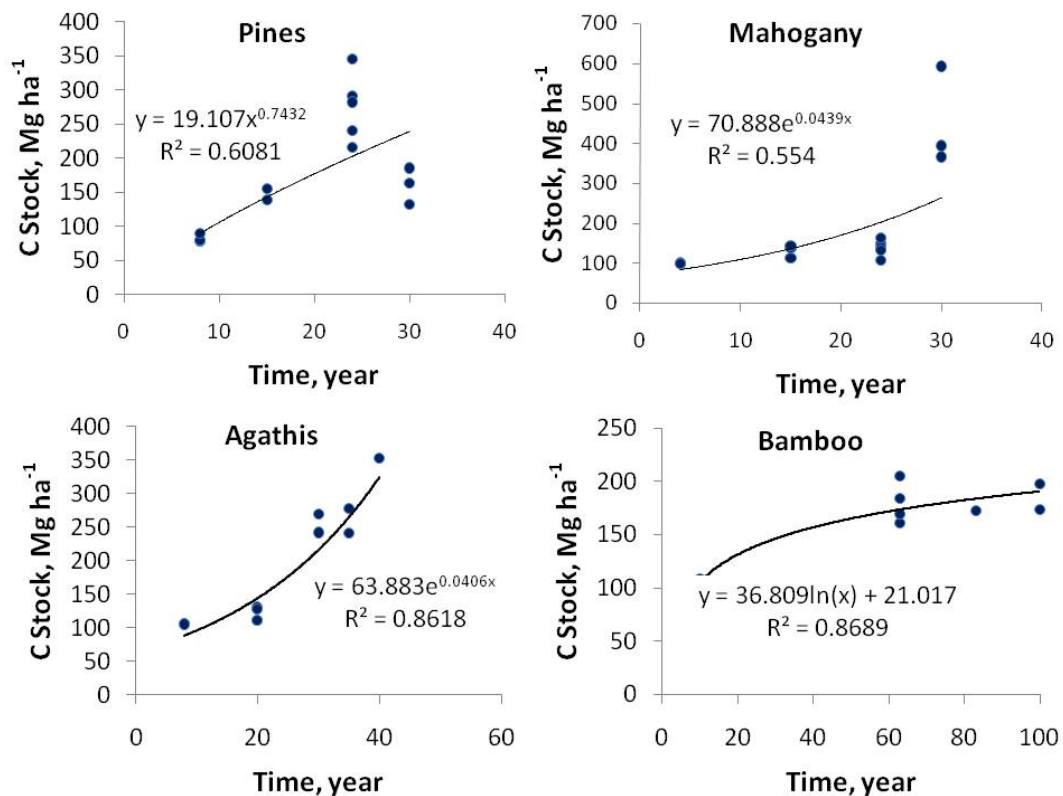 Pines
C Stock, Mg ha⁻¹
400
350
300
250
200
150
100
50
0
y = 19.107x^0.7432
R² = 0.6081
0 10 20 30 40
Time, year
Mahogany
C Stock, Mg ha⁻¹
700
600
500
400
300
200
100
0
y = 70.888e^0.0439x
R² = 0.554
0 10 20 30 40
Time, year
Agathis
C Stock, Mg ha⁻¹
400
350
300
250
200
150
100
50
0
y = 63.883e^0.0406x
R² = 0.8618
0 20 40 60
Time, year
Bamboo
C Stock, Mg ha⁻¹
250
200
150
100
50
0
y = 36.809ln(x) + 21.017
R² = 0.8689
0 20 40 60 80 100
Time, year